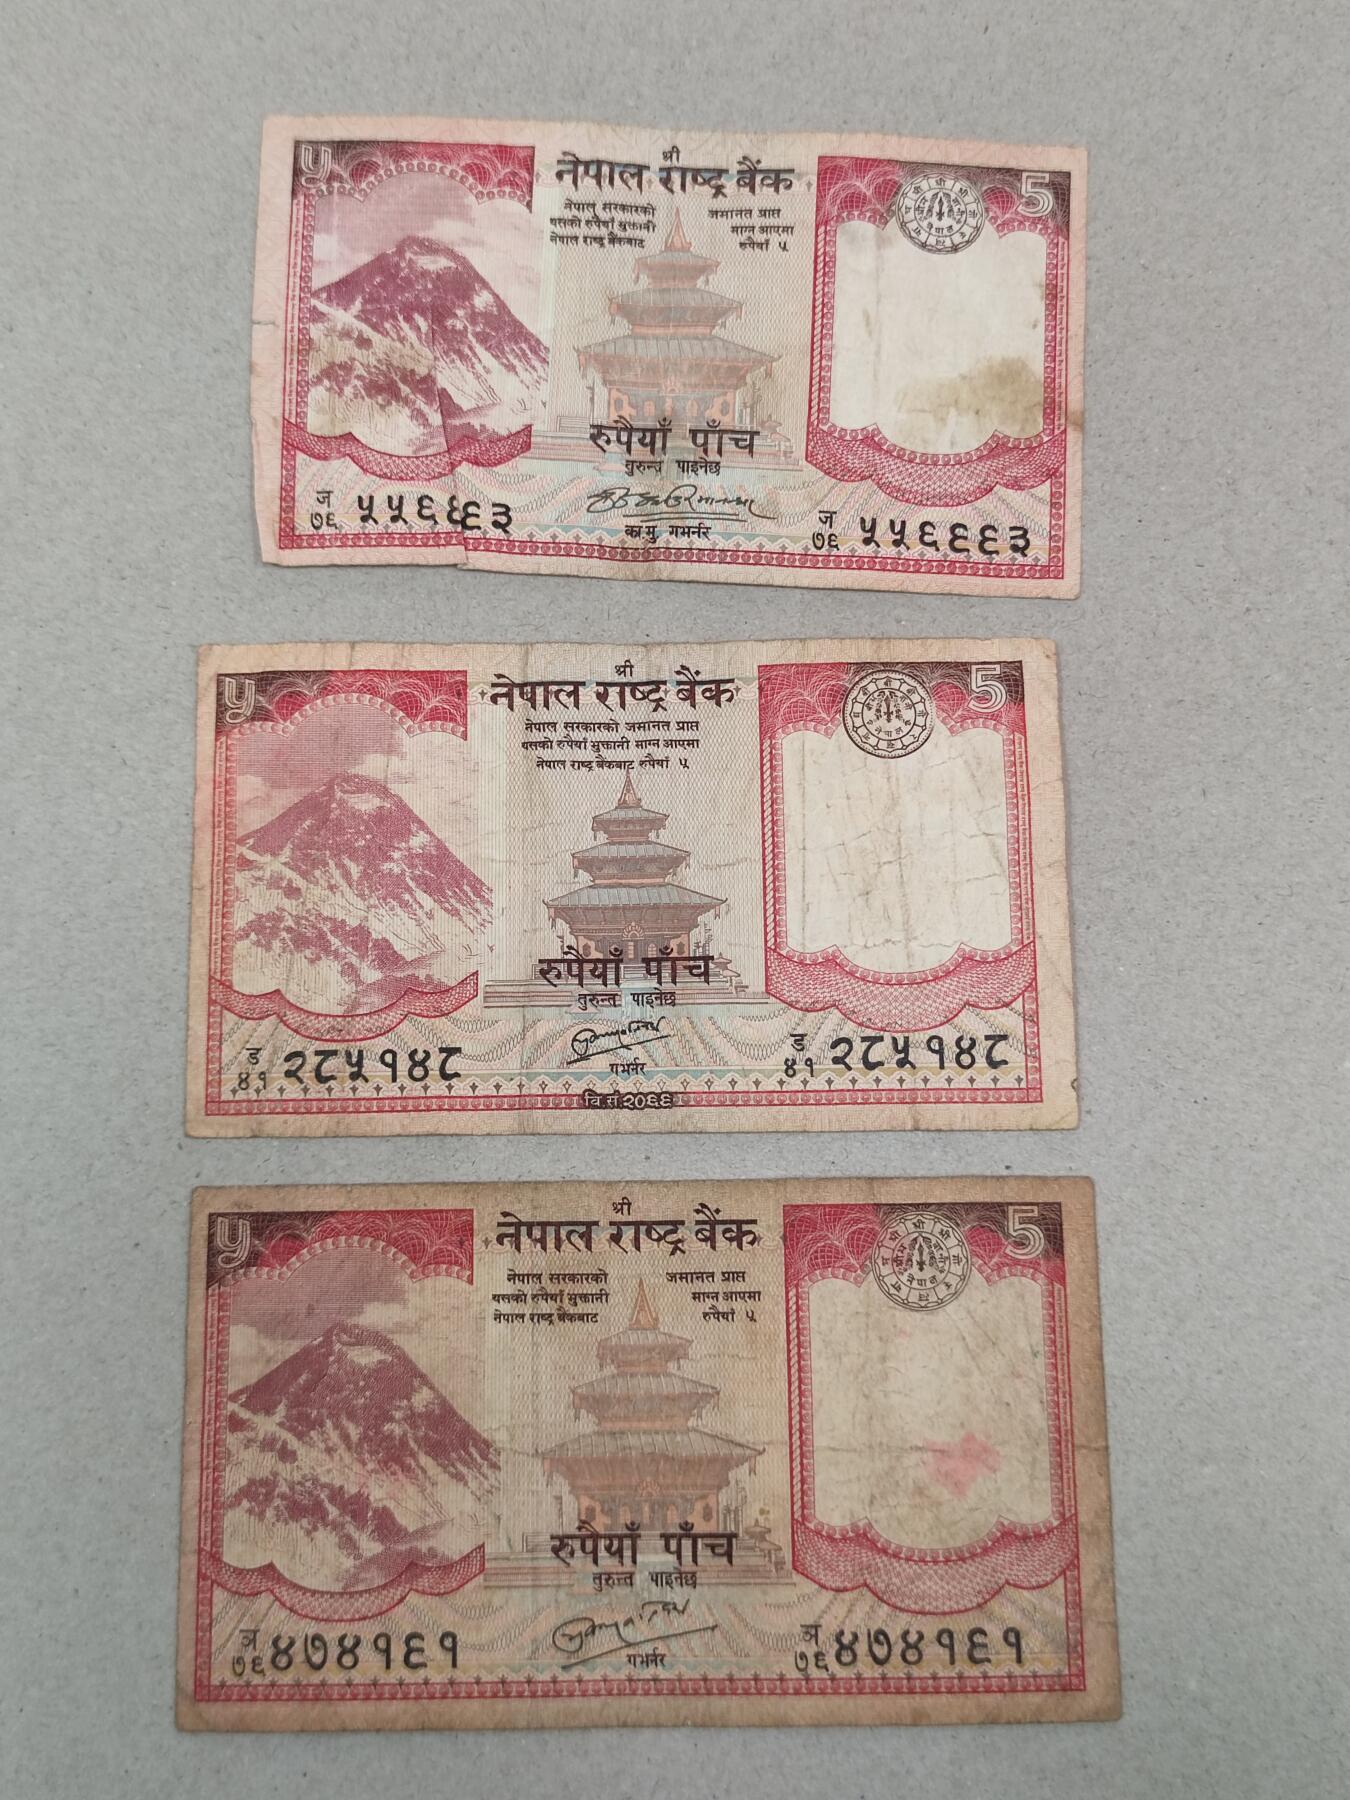 ५
श्री
5
नेपाल राष्ट्र बैंक
नेपाल सरकारको जमानत प्राप्त
यसको रुपैयाँ भुक्तानी माग्न आएमा
नेपाल राष्ट्र बैंकबाट रुपैयाँ ५
रुपैयाँ पाँच
तुरुन्त पाइनेछ
का.मु. गभर्नर
ज ७६ ५५६६६३
ज ७६ ५५६६६३
५
श्री
5
नेपाल राष्ट्र बैंक
नेपाल सरकारको जमानत प्राप्त
यसको रुपैयाँ भुक्तानी माग्न आएमा
नेपाल राष्ट्र बैंकबाट रुपैयाँ ५
रुपैयाँ पाँच
तुरुन्त पाइनेछ
गभर्नर
ड ४१ २८५१४८
ड ४१ २८५१४८
वि.सं.२०६६
५
श्री
5
नेपाल राष्ट्र बैंक
नेपाल सरकारको जमानत प्राप्त
यसको रुपैयाँ भुक्तानी माग्न आएमा
नेपाल राष्ट्र बैंकबाट रुपैयाँ ५
रुपैयाँ पाँच
तुरुन्त पाइनेछ
गभर्नर
७६ ४७४१६१
७६ ४७४१६१